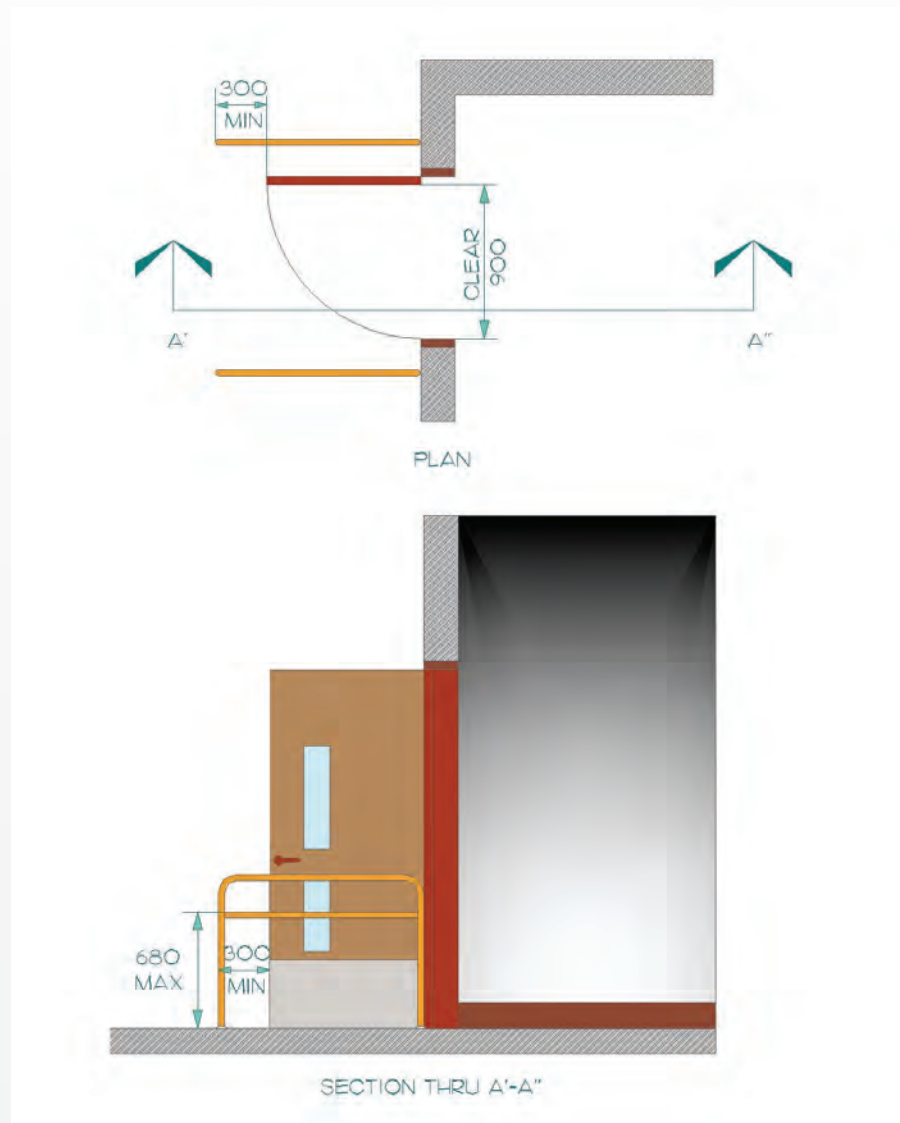 300
MIN
CLEAR
900
A'
A"
PLAN
680
MAX
300
MIN
SECTION THRU A'-A"